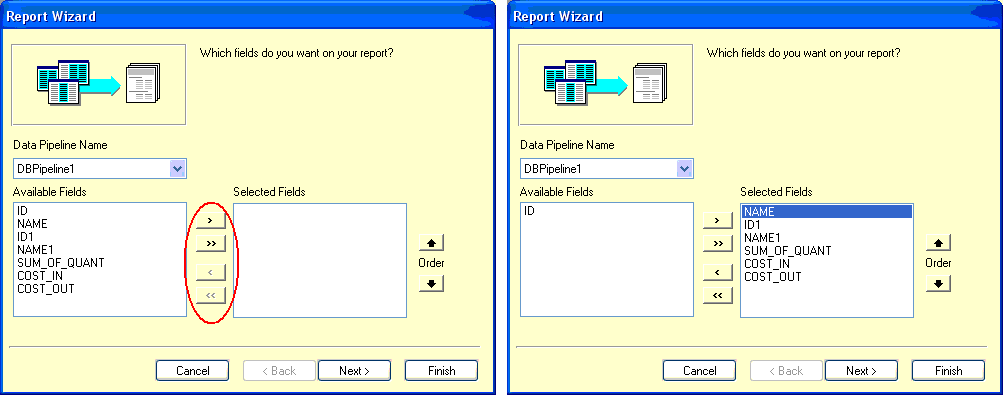 Report Wizard
Which fields do you want on your report?
Data Pipeline Name
DBPipeline1
Available Fields
Selected Fields
ID
NAME
ID1
NAME1
SUM_OF_QUANT
COST_IN
COST_OUT
>
>>
<
<<
Order
Cancel
< Back
Next >
Finish
Report Wizard
Which fields do you want on your report?
Data Pipeline Name
DBPipeline1
Available Fields
Selected Fields
ID
>
>>
<
<<
NAME
ID1
NAME1
SUM_OF_QUANT
COST_IN
COST_OUT
Order
Cancel
< Back
Next >
Finish